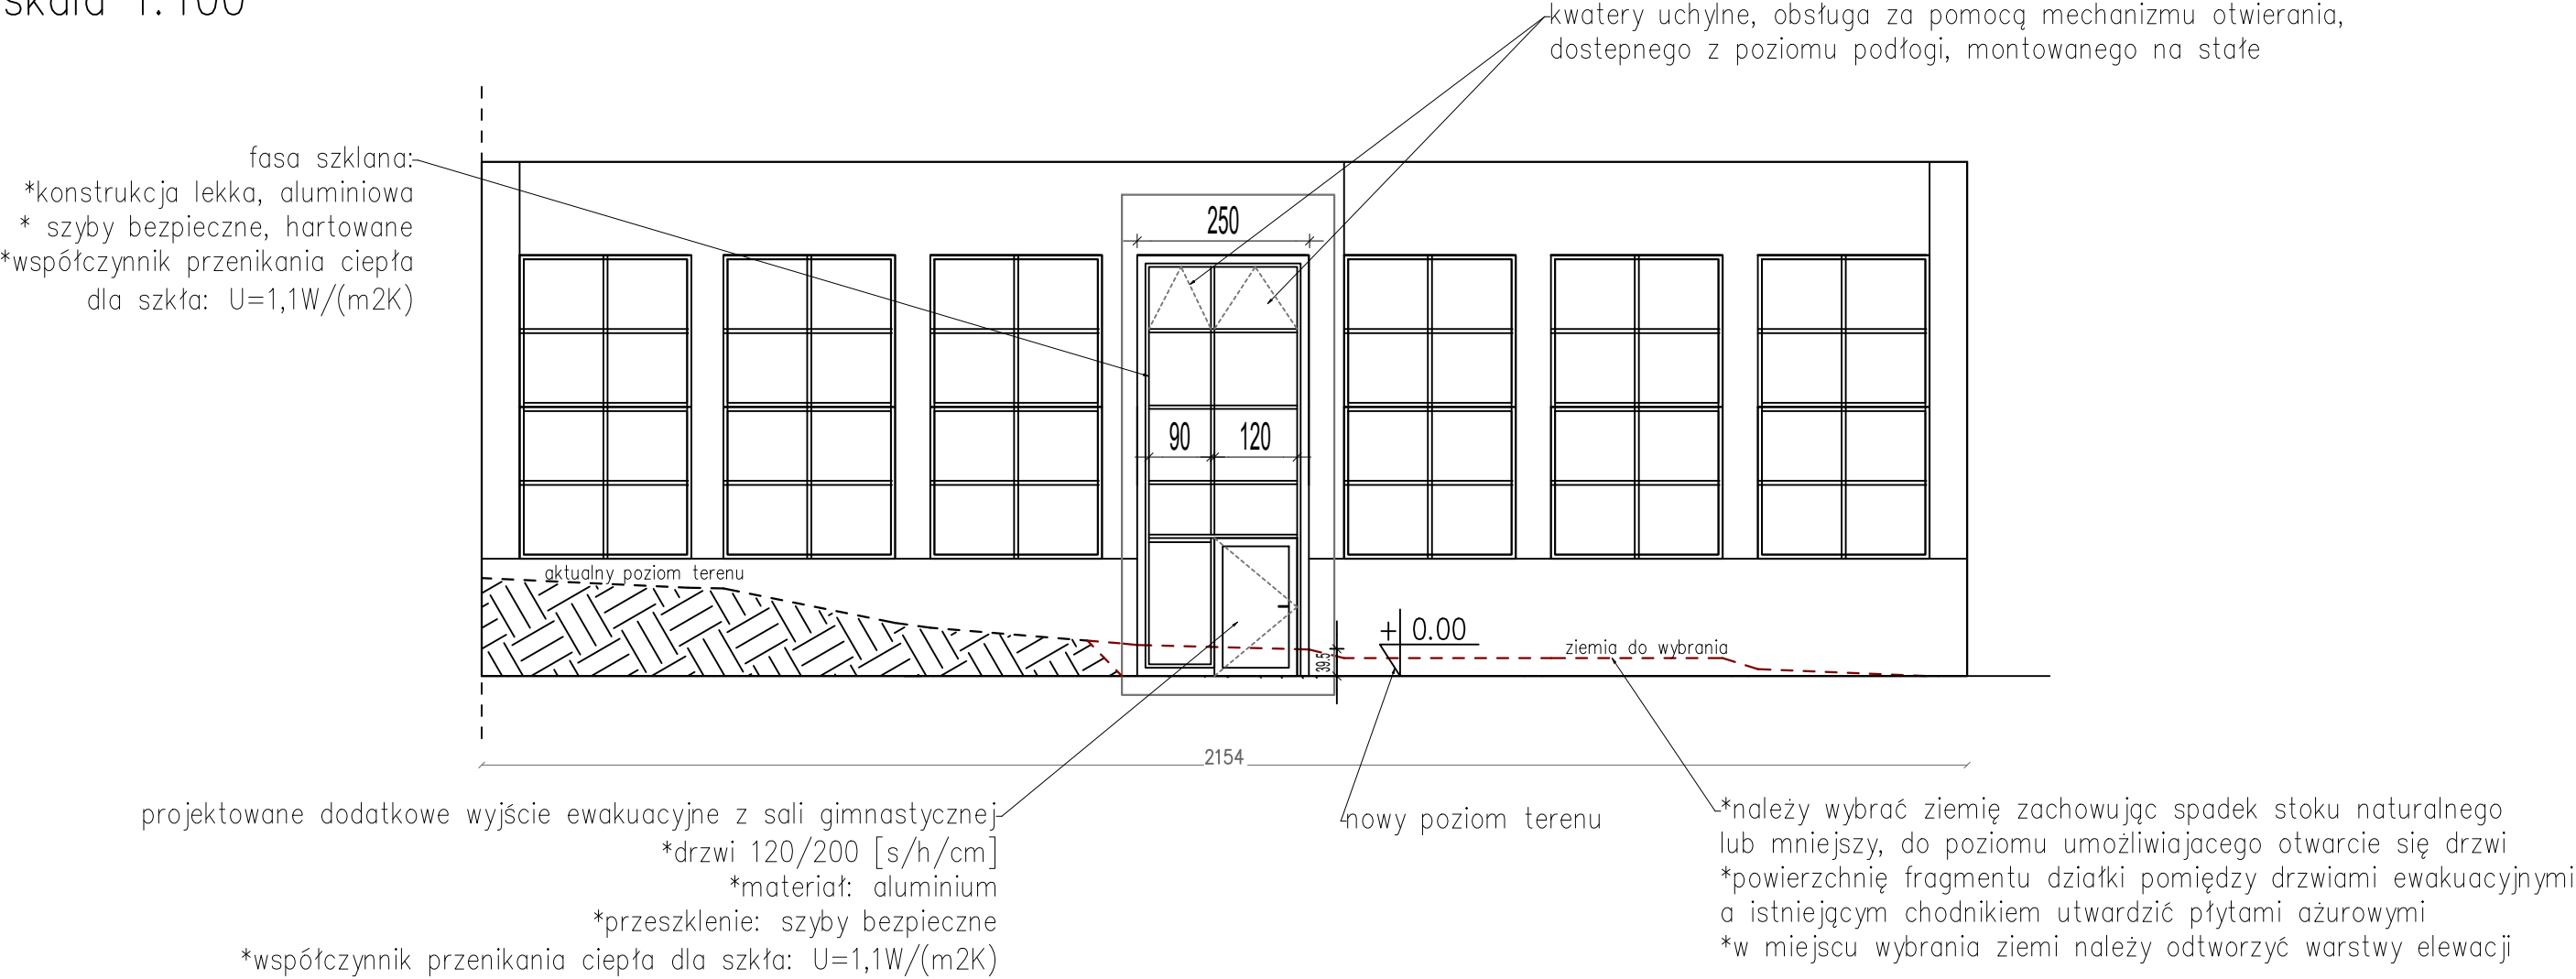 skala 1:100
kwatery uchylne, obsługa za pomocą mechanizmu otwierania,
dostepnego z poziomu podłogi, montowanego na stałe
fasa szklana:
*konstrukcja lekka, aluminiowa
* szyby bezpieczne, hartowane
*współczynnik przenikania ciepła
dla szkła: U=1,1W/(m2K)
250
90
120
aktualny poziom terenu
+ 0.00
39.5
ziemia do wybrania
2154
projektowane dodatkowe wyjście ewakuacyjne z sali gimnastycznej
*drzwi 120/200 [s/h/cm]
*materiał: aluminium
*przeszklenie: szyby bezpieczne
*współczynnik przenikania ciepła dla szkła: U=1,1W/(m2K)
nowy poziom terenu
*należy wybrać ziemię zachowując spadek stoku naturalnego
lub mniejszy, do poziomu umożliwiajacego otwarcie się drzwi
*powierzchnię fragmentu działki pomiędzy drzwiami ewakuacyjnymi
a istniejącym chodnikiem utwardzić płytami ażurowymi
*w miejscu wybrania ziemi należy odtworzyć warstwy elewacji